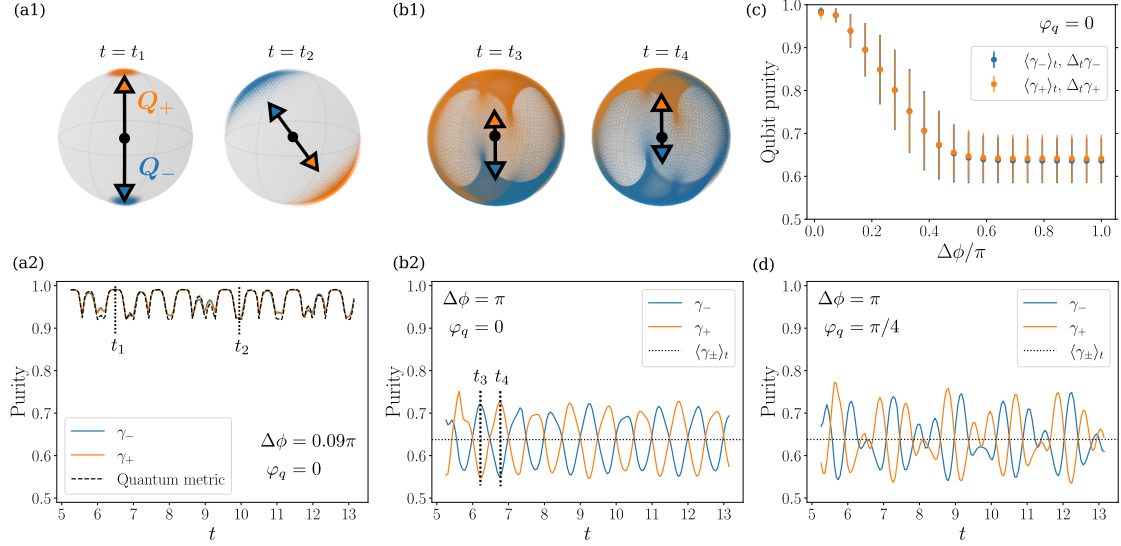 (a1)
t = t₁
t = t₂
Q₊
Q₋
(b1)
t = t₃
t = t₄
(c)
1.0
0.9
0.8
0.7
0.6
0.5
Qubit purity
φ_q = 0
⟨γ₋⟩ₜ, Δₜγ₋
⟨γ₊⟩ₜ, Δₜγ₊
0.0 0.2 0.4 0.6 0.8 1.0
Δϕ/π
(a2)
1.0
0.9
0.8
0.7
0.6
0.5
Purity
t₁
t₂
γ₋
γ₊
Quantum metric
Δϕ = 0.09π
φ_q = 0
5 6 7 8 9 10 11 12 13
t
(b2)
1.0
0.9
0.8
0.7
0.6
0.5
Purity
Δϕ = π
φ_q = 0
γ₋
γ₊
⟨γ±⟩ₜ
t₃ t₄
5 6 7 8 9 10 11 12 13
t
(d)
1.0
0.9
0.8
0.7
0.6
0.5
Purity
Δϕ = π
φ_q = π/4
γ₋
γ₊
⟨γ±⟩ₜ
5 6 7 8 9 10 11 12 13
t